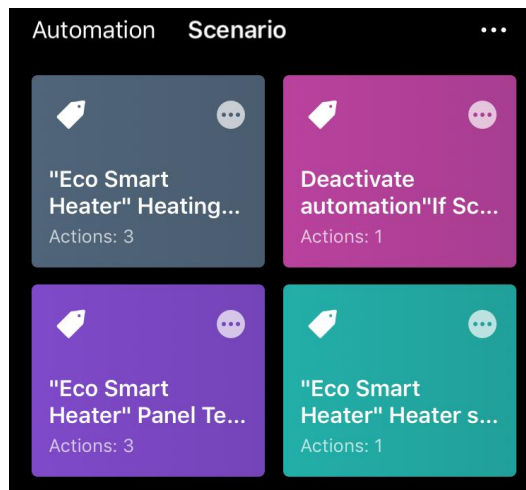 Automation Scenario
"Eco Smart
Heater" Heating...
Actions: 3
Deactivate
automation"If Sc...
Actions: 1
"Eco Smart
Heater" Panel Te...
Actions: 3
"Eco Smart
Heater" Heater s...
Actions: 1